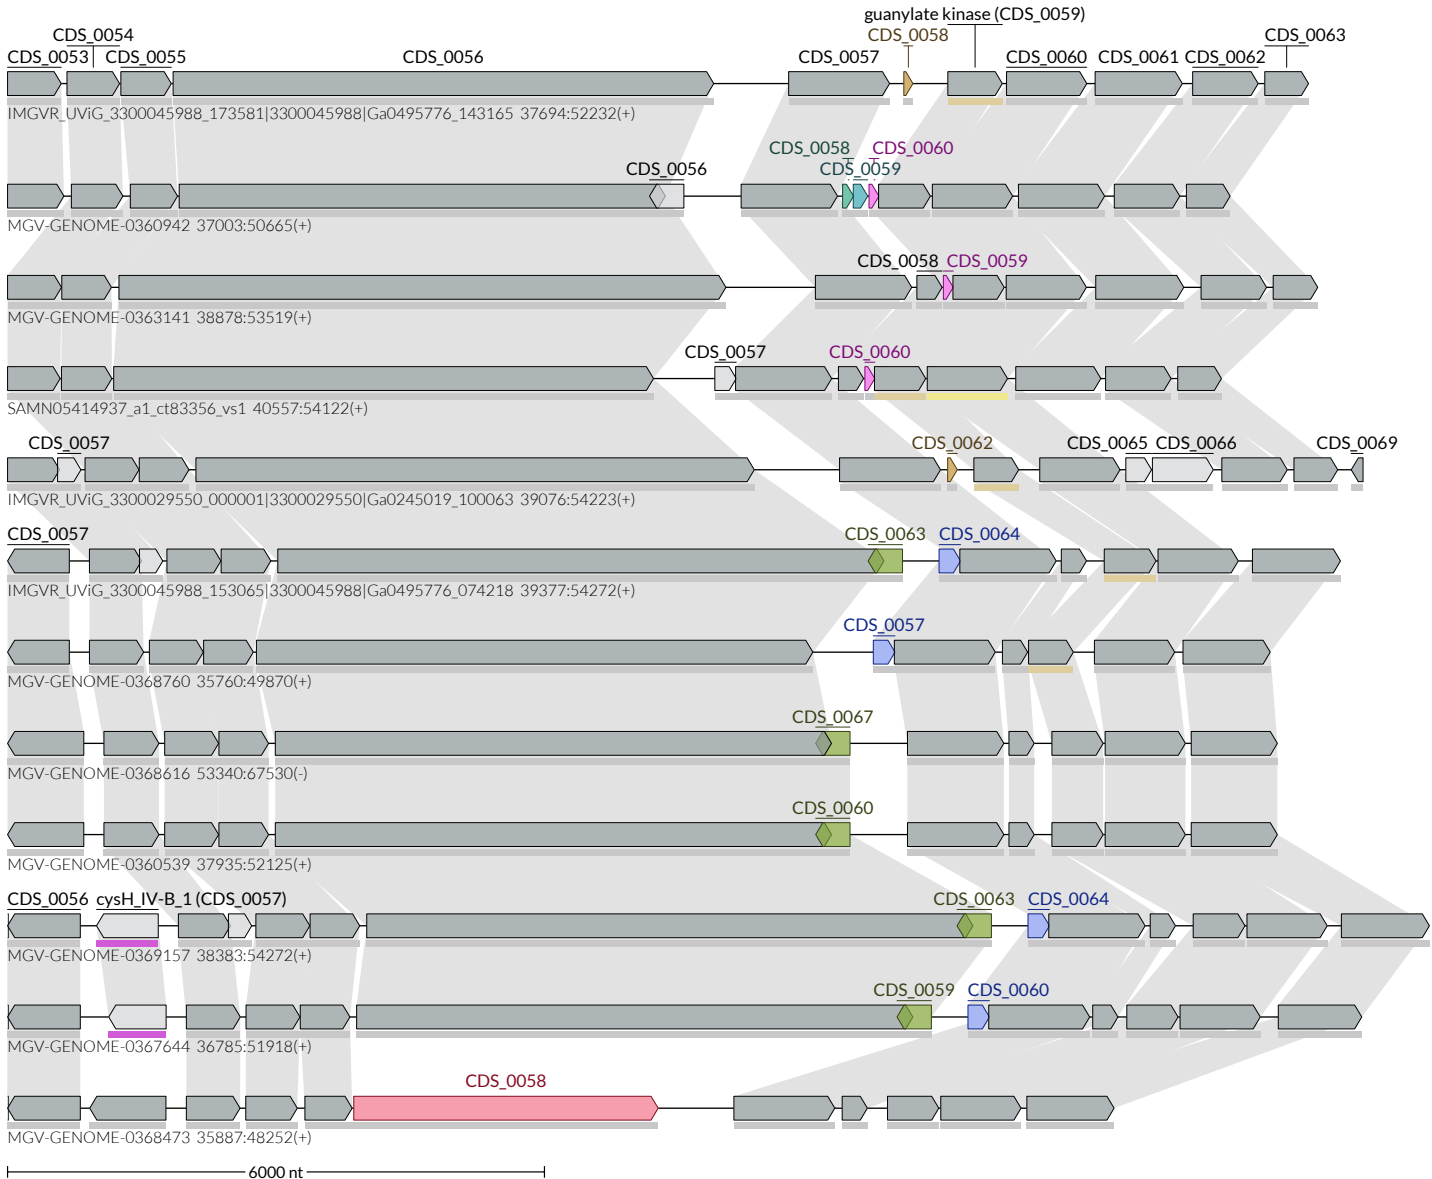 guanylate kinase (CDS_0059)
CDS_0054 CDS_0058 CDS_0063
CDS_0053 CDS_0055 CDS_0056 CDS_0057 CDS_0060 CDS_0061 CDS_0062
IMGVR_UViG_3300045988_173581|3300045988|Ga0495776_143165 37694:52232(+)
CDS_0058 CDS_0060
CDS_0056 CDS_0059
MGV-GENOME-0360942 37003:50665(+)
CDS_0058 CDS_0059
MGV-GENOME-0363141 38878:53519(+)
CDS_0057 CDS_0060
SAMN05414937_a1_ct83356_vs1 40557:54122(+)
CDS_0057 CDS_0062 CDS_0065 CDS_0066 CDS_0069
IMGVR_UViG_3300029550_000001|3300029550|Ga0245019_100063 39076:54223(+)
CDS_0057 CDS_0063 CDS_0064
IMGVR_UViG_3300045988_153065|3300045988|Ga0495776_074218 39377:54272(+)
CDS_0057
MGV-GENOME-0368760 35760:49870(+)
CDS_0067
MGV-GENOME-0368616 53340:67530(-)
CDS_0060
MGV-GENOME-0360539 37935:52125(+)
CDS_0056 cysH_IV-B_1 (CDS_0057) CDS_0063 CDS_0064
MGV-GENOME-0369157 38383:54272(+)
CDS_0059 CDS_0060
MGV-GENOME-0367644 36785:51918(+)
CDS_0058
MGV-GENOME-0368473 35887:48252(+)
6000 nt